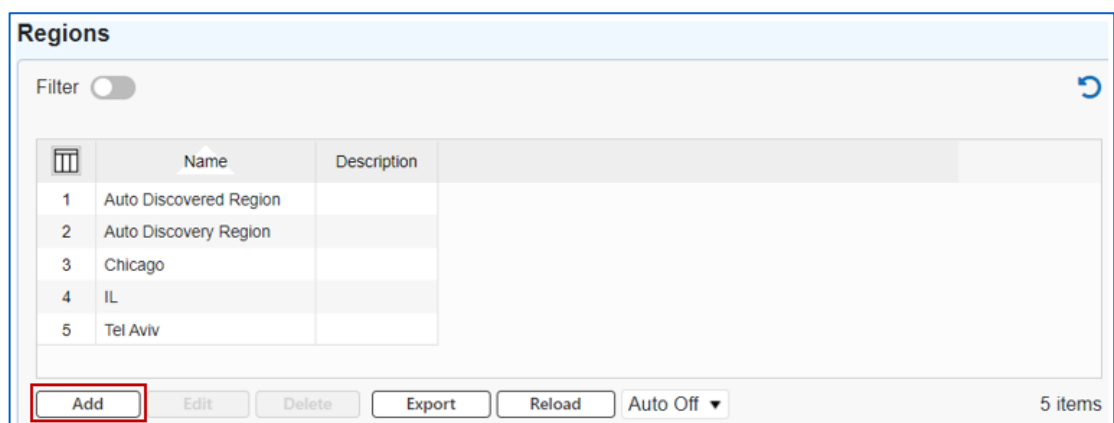 Regions
Filter
Name Description
1 Auto Discovered Region
2 Auto Discovery Region
3 Chicago
4 IL
5 Tel Aviv
Add Edit Delete Export Reload Auto Off 5 items